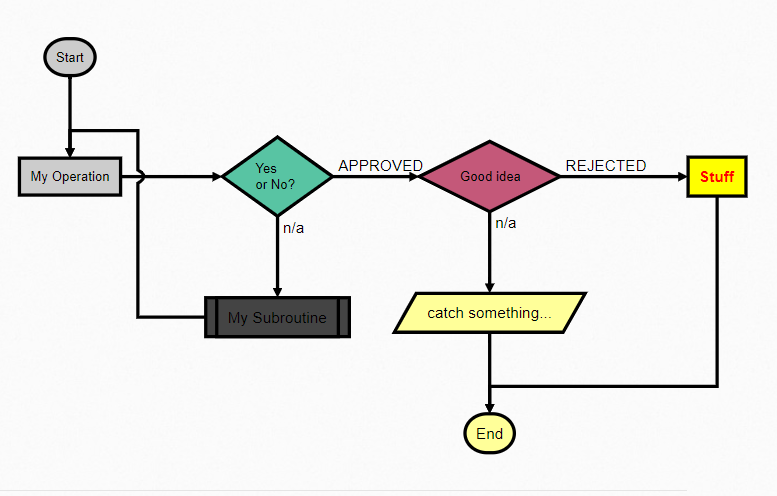 Start
My Operation
Yes
or No?
APPROVED
Good idea
REJECTED
Stuff
n/a
n/a
My Subroutine
catch something...
End